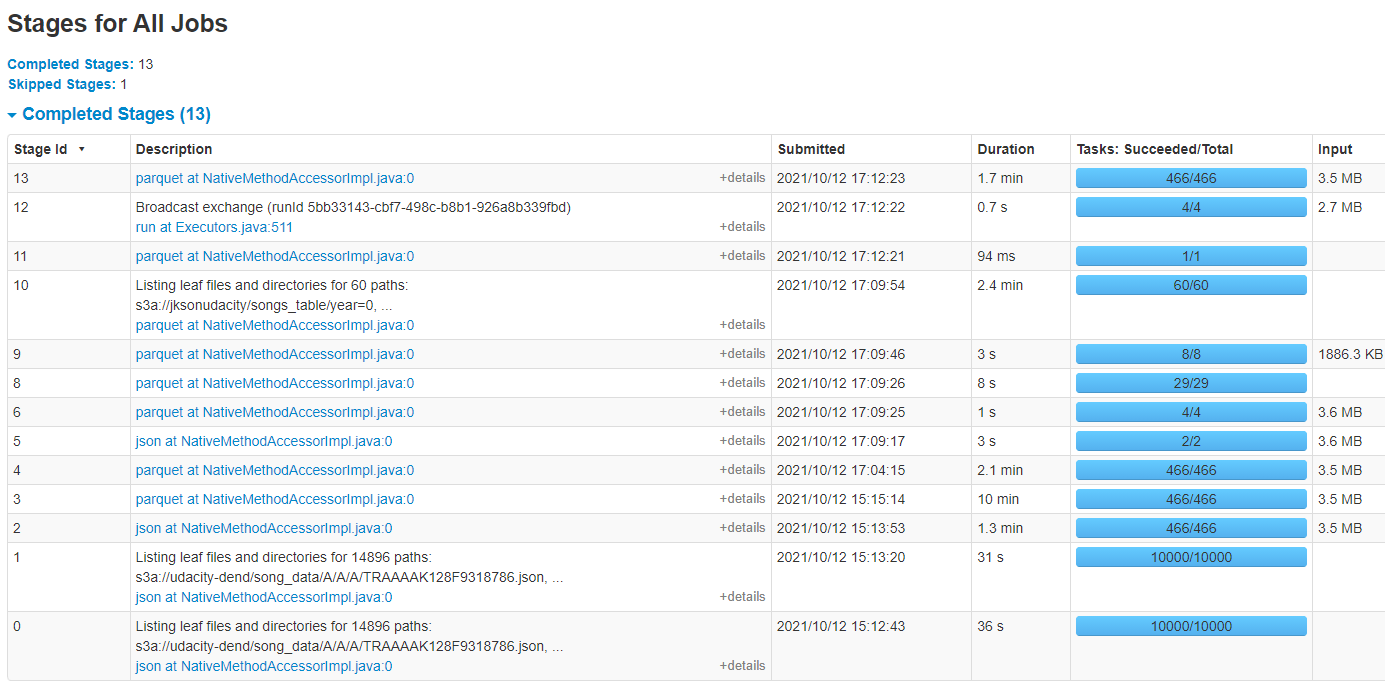 Stages for All Jobs
Completed Stages: 13
Skipped Stages: 1
Completed Stages (13)
Stage Id Description Submitted Duration Tasks: Succeeded/Total Input
13 parquet at NativeMethodAccessorImpl.java:0 +details 2021/10/12 17:12:23 1.7 min 466/466 3.5 MB
12 Broadcast exchange (runId 5bb33143-cbf7-498c-b8b1-926a8b339fbd) 2021/10/12 17:12:22 0.7 s 4/4 2.7 MB
run at Executors.java:511 +details
11 parquet at NativeMethodAccessorImpl.java:0 +details 2021/10/12 17:12:21 94 ms 1/1
10 Listing leaf files and directories for 60 paths: 2021/10/12 17:09:54 2.4 min 60/60
s3a://jksonudacity/songs_table/year=0, ...
parquet at NativeMethodAccessorImpl.java:0 +details
9 parquet at NativeMethodAccessorImpl.java:0 +details 2021/10/12 17:09:46 3 s 8/8 1886.3 KB
8 parquet at NativeMethodAccessorImpl.java:0 +details 2021/10/12 17:09:26 8 s 29/29
6 parquet at NativeMethodAccessorImpl.java:0 +details 2021/10/12 17:09:25 1 s 4/4 3.6 MB
5 json at NativeMethodAccessorImpl.java:0 +details 2021/10/12 17:09:17 3 s 2/2 3.6 MB
4 parquet at NativeMethodAccessorImpl.java:0 +details 2021/10/12 17:04:15 2.1 min 466/466 3.5 MB
3 parquet at NativeMethodAccessorImpl.java:0 +details 2021/10/12 15:15:14 10 min 466/466 3.5 MB
2 json at NativeMethodAccessorImpl.java:0 +details 2021/10/12 15:13:53 1.3 min 466/466 3.5 MB
1 Listing leaf files and directories for 14896 paths: 2021/10/12 15:13:20 31 s 10000/10000
s3a://udacity-dend/song_data/A/A/A/TRAAAAK128F9318786.json, ...
json at NativeMethodAccessorImpl.java:0 +details
0 Listing leaf files and directories for 14896 paths: 2021/10/12 15:12:43 36 s 10000/10000
s3a://udacity-dend/song_data/A/A/A/TRAAAAK128F9318786.json, ...
json at NativeMethodAccessorImpl.java:0 +details